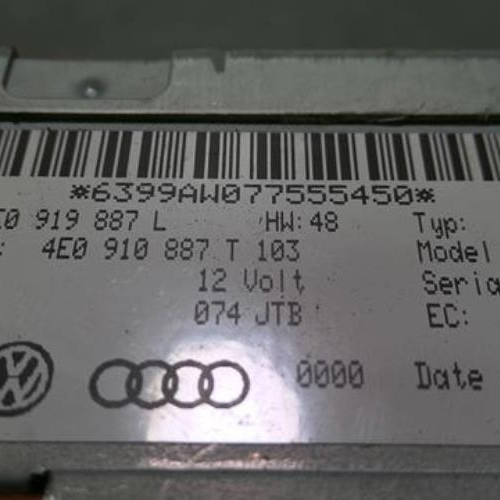 *6399AW077555450*
E0 919 887 L HW: 48 Typ:
: 4E0 910 887 T 103 Model
12 Volt Seria
074 JTB EC:
0000 Date